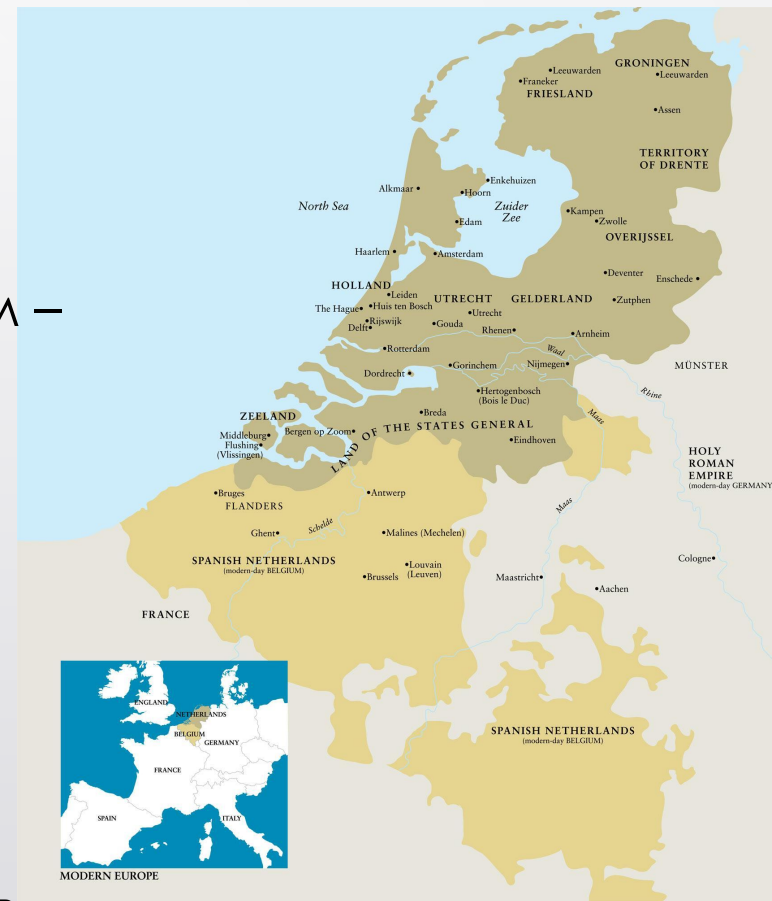 GRONINGEN
Leeuwarden
Leeuwarden
Franeker
FRIESLAND
Assen
TERRITORY
OF DRENTE
Enkehuizen
Alkmaar
Hoorn
North Sea
Zuider
Zee
Kampen
Zwolle
Edam
OVERIJSSEL
Haarlem
Amsterdam
Deventer
Enschede
HOLLAND
Leiden
UTRECHT
GELDERLAND
Zutphen
The Hague
Huis ten Bosch
Utrecht
Rijswijk
Delft
Gouda
Rhenen
Arnheim
Rotterdam
Waal
Gorinchem
Nijmegen
MÜNSTER
Dordrecht
Rhine
Hertogenbosch
(Bois le Duc)
Maas
Breda
ZEELAND
LAND OF THE STATES GENERAL
Middleburg
Bergen op Zoom
Flushing
(Vlissingen)
Eindhoven
HOLY
ROMAN
EMPIRE
(modern-day GERMANY
Bruges
Antwerp
FLANDERS
Maas
Schelde
Ghent
Malines (Mechelen)
SPANISH NETHERLANDS
(modern-day BELGIUM)
Cologne
Louvain
(Leuven)
Brussels
Maastricht
Aachen
FRANCE
ENGLAND
NETHERLANDS
BELGIUM
GERMANY
FRANCE
SPAIN
ITALY
SPANISH NETHERLANDS
(modern-day BELGIUM)
MODERN EUROPE